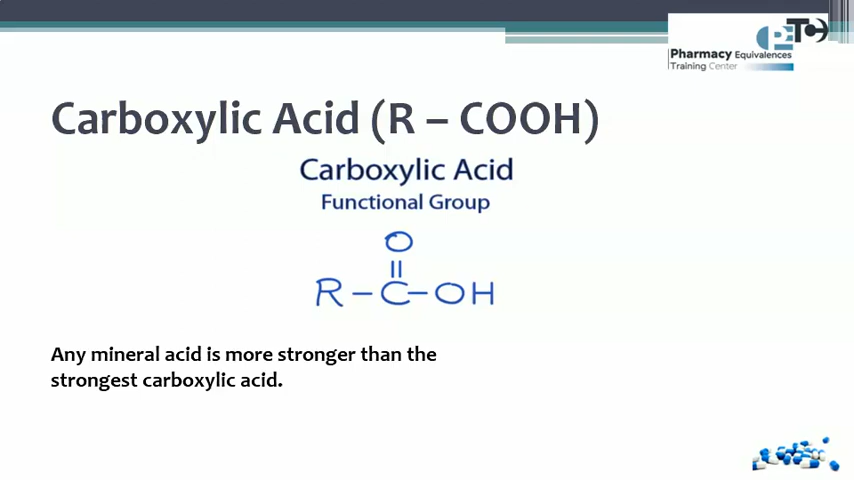 PETC
Pharmacy Equivalences
Training Center
Carboxylic Acid (R – COOH)
Carboxylic Acid
Functional Group
O
R – C – OH
Any mineral acid is more stronger than the
strongest carboxylic acid.